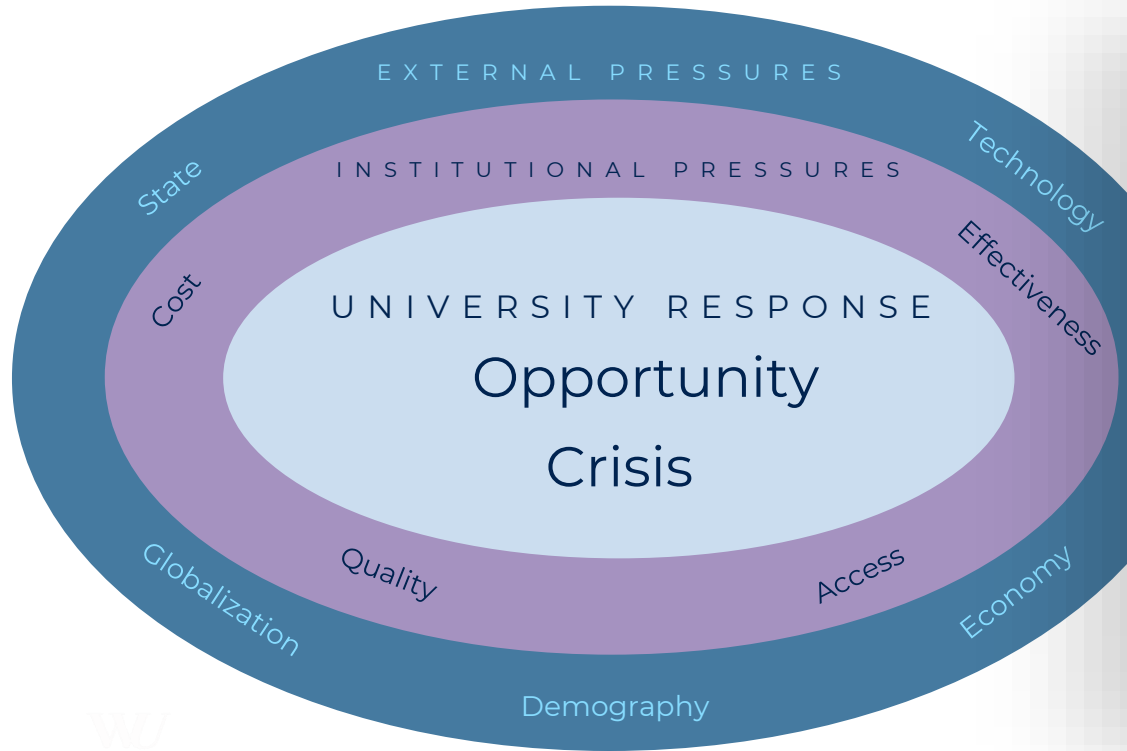 EXTERNAL PRESSURES
Technology
State
INSTITUTIONAL PRESSURES
Effectiveness
Cost
UNIVERSITY RESPONSE
Opportunity
Crisis
Quality
Access
Globalization
Economy
Demography